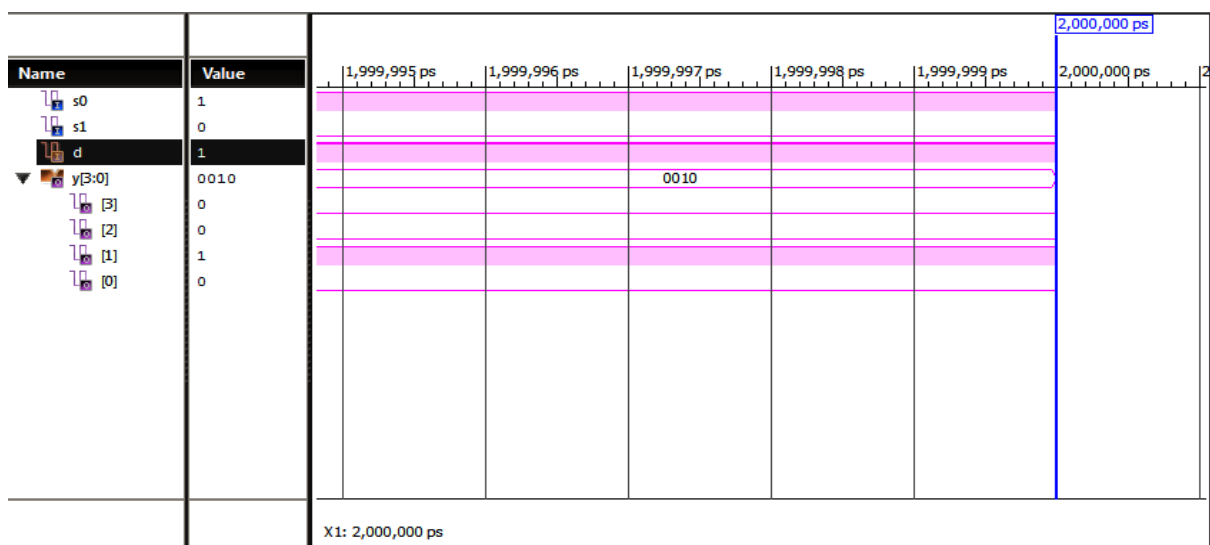 2,000,000 ps
Name Value 1,999,995 ps 1,999,996 ps 1,999,997 ps 1,999,998 ps 1,999,999 ps 2,000,000 ps 2
s0 1
s1 0
d 1
y[3:0] 0010 0010
[3] 0
[2] 0
[1] 1
[0] 0
X1: 2,000,000 ps